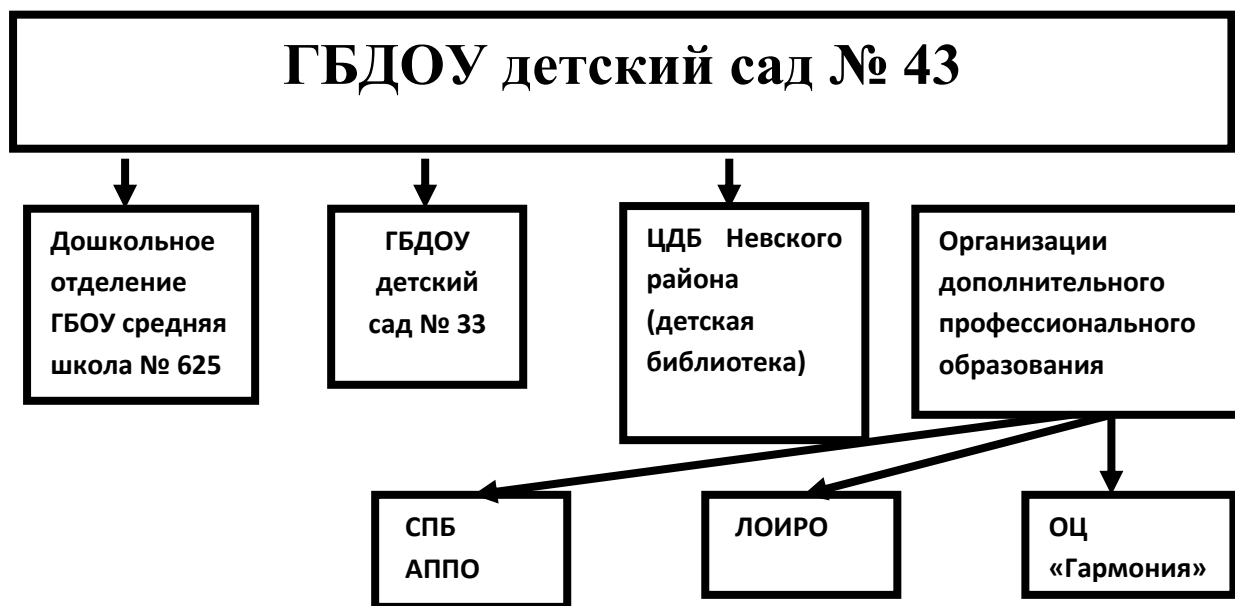 ГБДОУ детский сад № 43
Дошкольное
отделение
ГБОУ средняя
школа № 625
ГБДОУ
детский
сад № 33
ЦДБ Невского
района
(детская
библиотека)
Организации
дополнительного
профессионального
образования
СПБ
АППО
ЛОИРО
ОЦ
«Гармония»